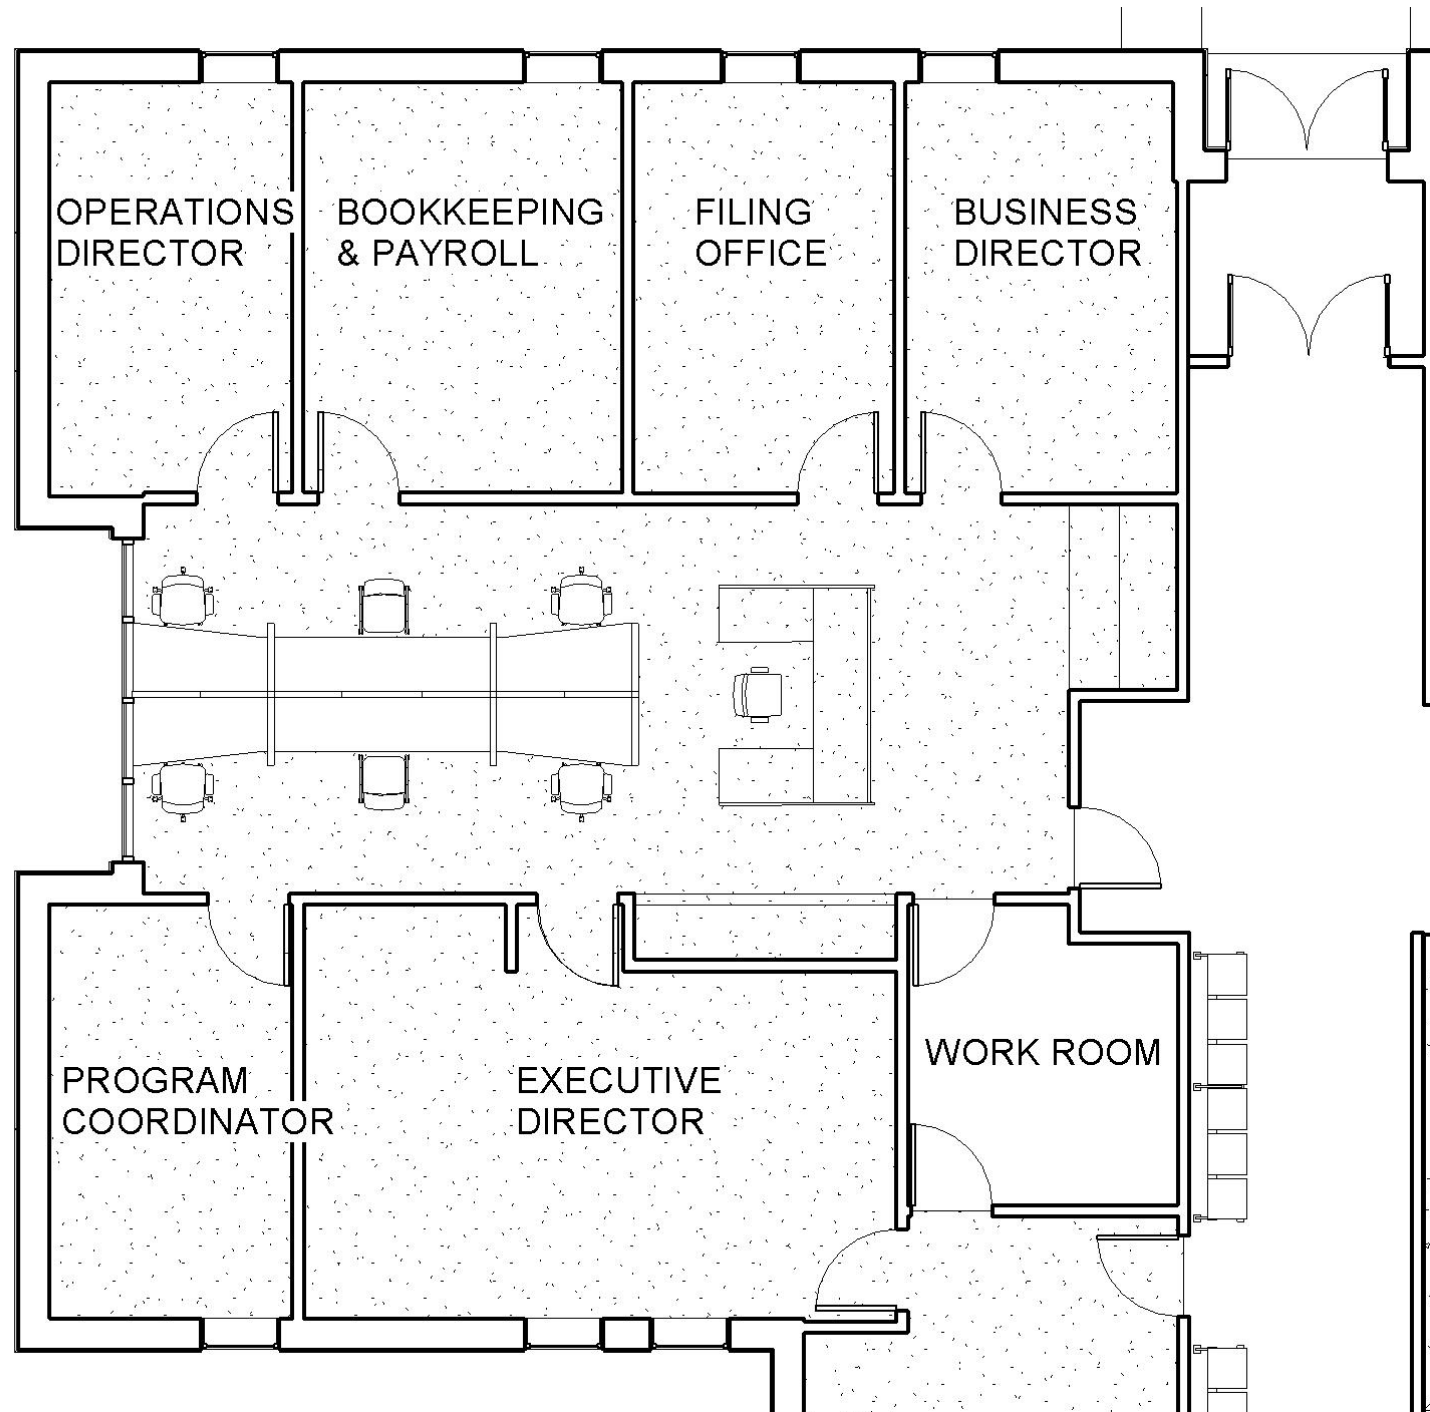 OPERATIONS
DIRECTOR
BOOKKEEPING
& PAYROLL
FILING
OFFICE
BUSINESS
DIRECTOR
PROGRAM
COORDINATOR
EXECUTIVE
DIRECTOR
WORK ROOM